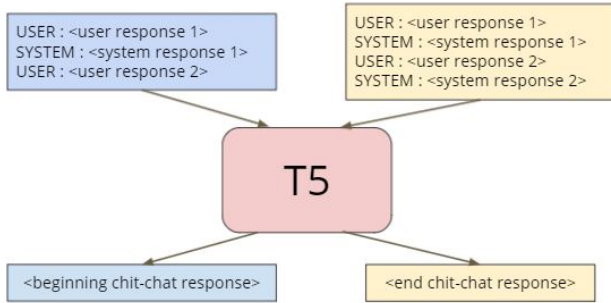 USER : <user response 1>
SYSTEM : <system response 1>
USER : <user response 2>
USER : <user response 1>
SYSTEM : <system response 1>
USER : <user response 2>
SYSTEM : <system response 2>
T5
<beginning chit-chat response>
<end chit-chat response>